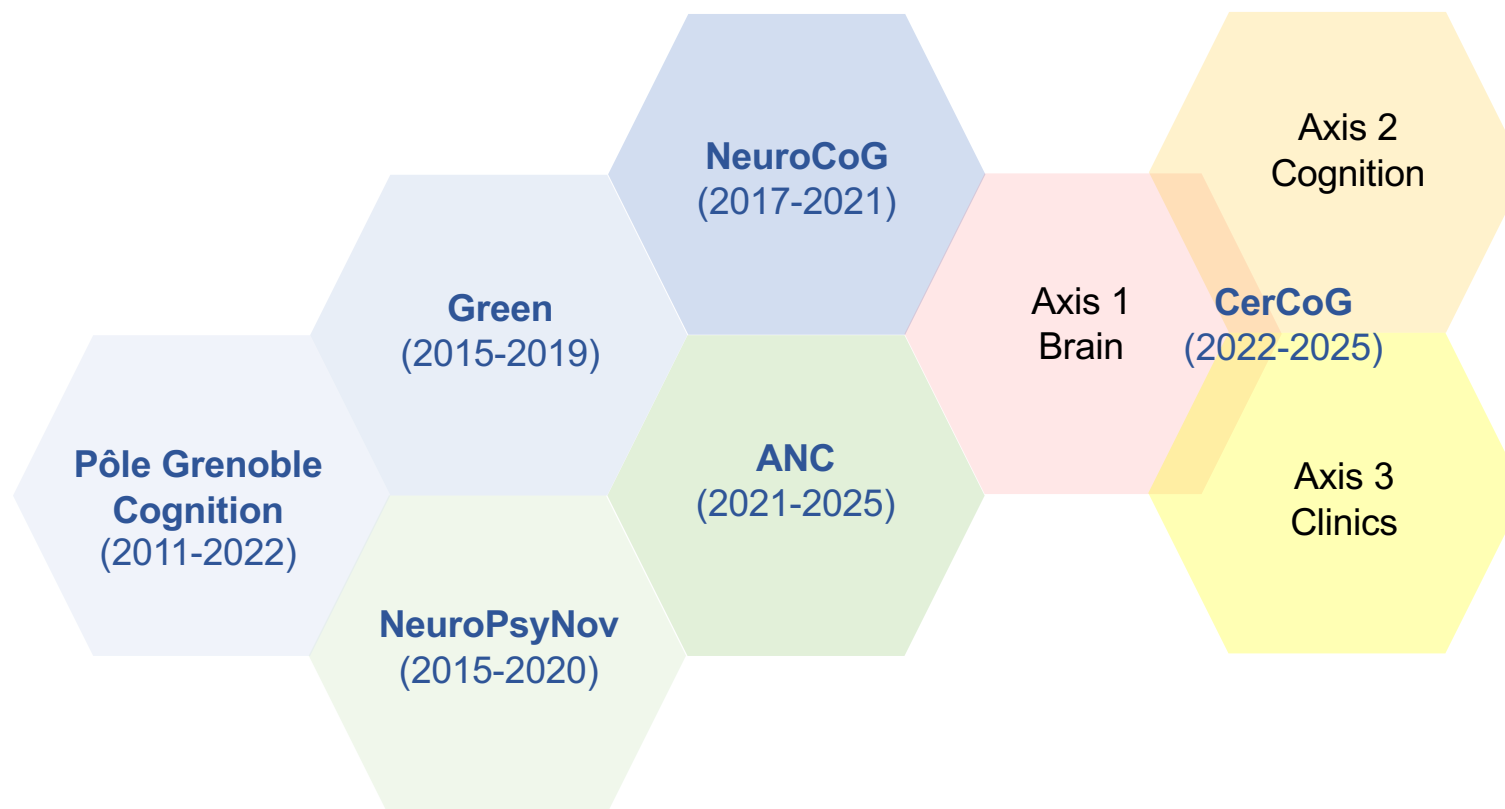 Pôle Grenoble
Cognition
(2011-2022)
Green
(2015-2019)
NeuroPsyNov
(2015-2020)
NeuroCoG
(2017-2021)
ANC
(2021-2025)
Axis 1
Brain
CerCoG
(2022-2025)
Axis 2
Cognition
Axis 3
Clinics